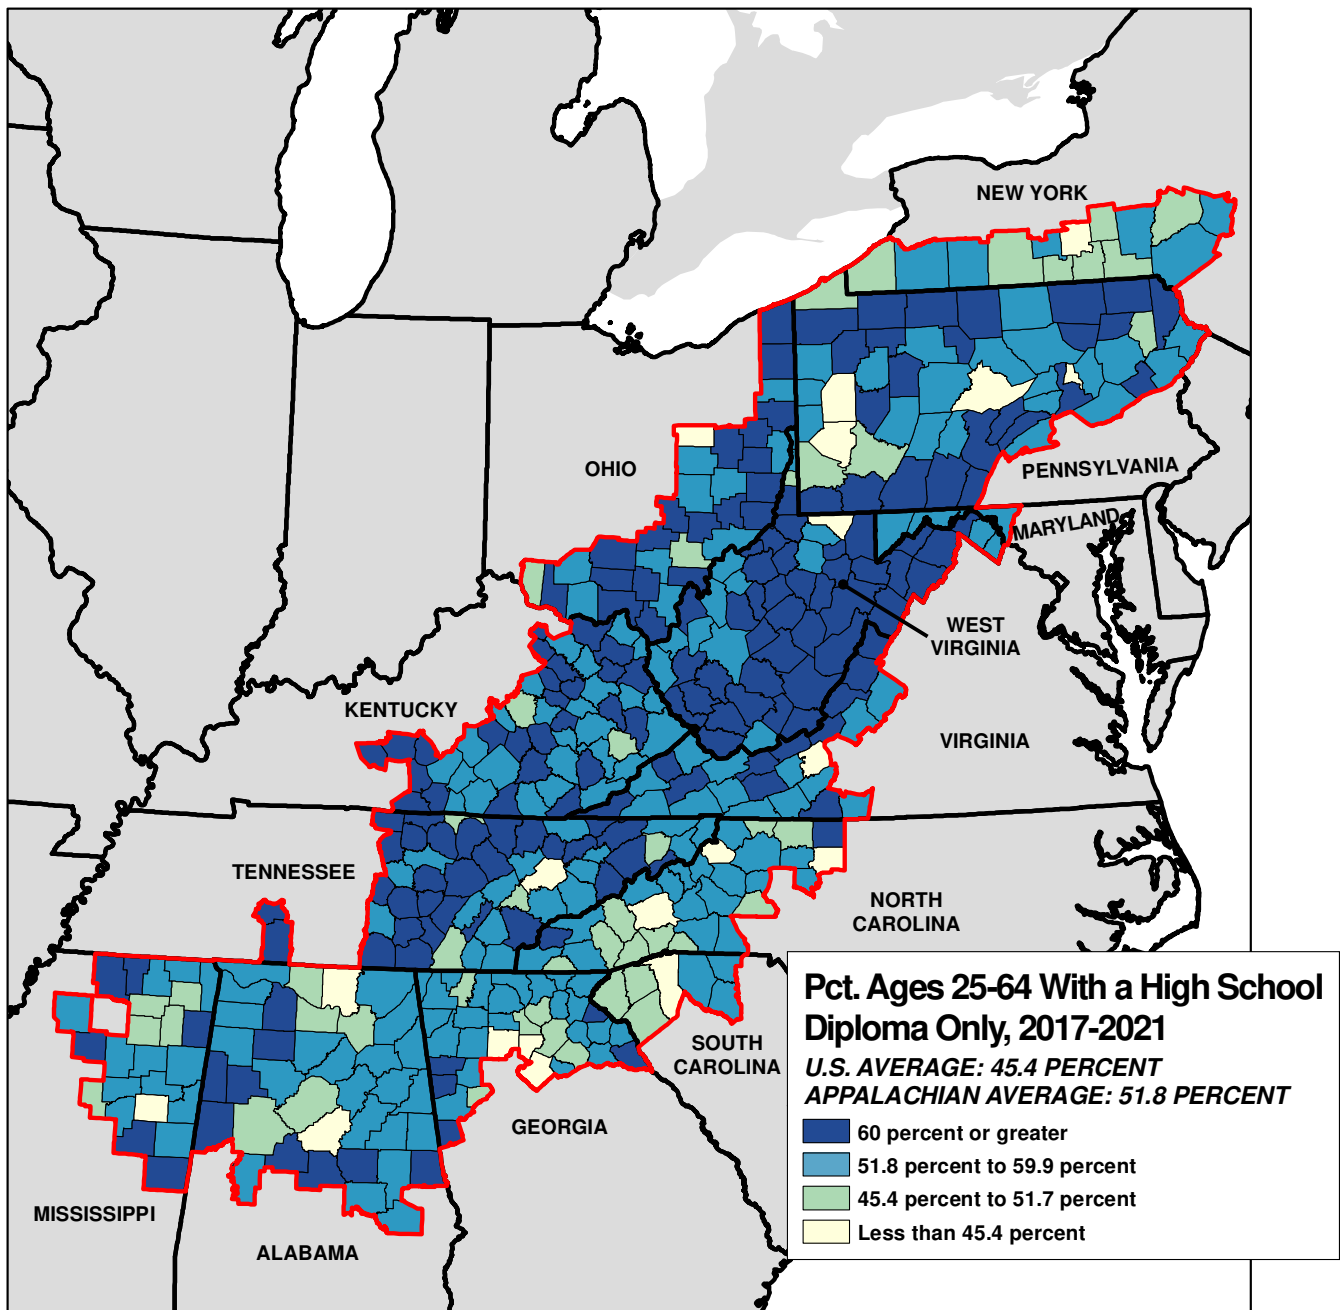 NEW YORK
OHIO
PENNSYLVANIA
MARYLAND
WEST
VIRGINIA
KENTUCKY
VIRGINIA
TENNESSEE
NORTH
CAROLINA
SOUTH
CAROLINA
GEORGIA
MISSISSIPPI
ALABAMA
Pct. Ages 25-64 With a High School
Diploma Only, 2017-2021
U.S. AVERAGE: 45.4 PERCENT
APPALACHIAN AVERAGE: 51.8 PERCENT
60 percent or greater
51.8 percent to 59.9 percent
45.4 percent to 51.7 percent
Less than 45.4 percent